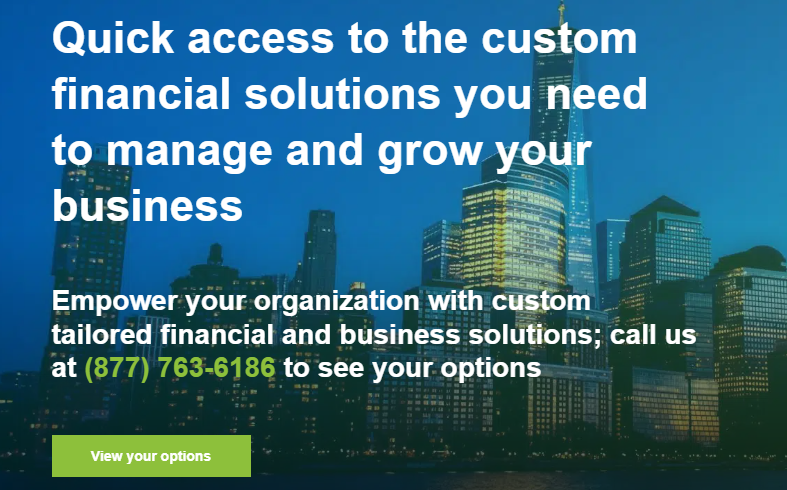 Quick access to the custom
financial solutions you need
to manage and grow your
business
Empower your organization with custom
tailored financial and business solutions; call us
at (877) 763-6186 to see your options
View your options